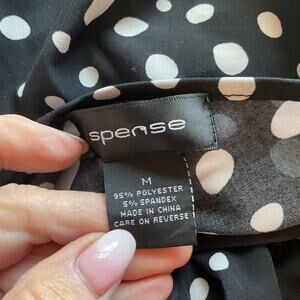 spense
M
95% POLYESTER
5% SPANDEX
MADE IN CHINA
CARE ON REVERSE